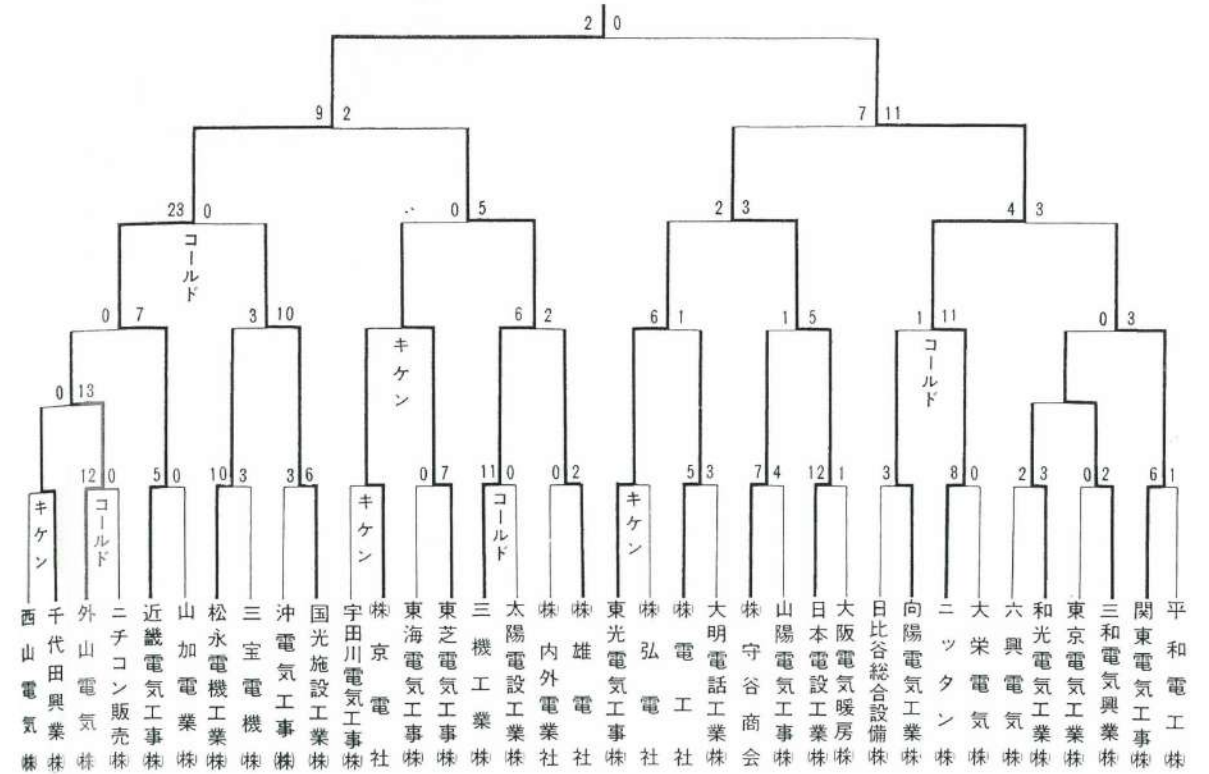 2 0
9 2
7 11
23 0
コールド
0 5
2 3
4 3
0 7
3 10
キケン
6 2
6 1
1 5
1 11
コールド
0 3
0 13
12 0
コールド
5 0
10 3
3 6
0 7
11 0
コールド
0 2
5 3
7 4
12 1
3
8 0
2 3
0 2
6 1
キケン
キケン
キケン
西山電気㈱
千代田興業㈱
外山電気㈱
ニチコン販売㈱
近畿電気工事㈱
山加電業㈱
松永電機工業㈱
三宝電機㈱
沖電気工事㈱
国光施設工業㈱
宇田川電気工事㈱
㈱京電社
東海電気工事㈱
東芝電気工事㈱
三機工業㈱
太陽電設工業㈱
㈱内外電業社
㈱雄電社
東光電気工事㈱
㈱弘電社
㈱電工社
大明電話工業㈱
㈱守谷商会
山陽電気工事㈱
日本電設工業㈱
大阪電気暖房㈱
日比谷総合設備㈱
向陽電気工業㈱
ニッタン㈱
大栄電気㈱
六興電気㈱
和光電気工業㈱
東京電気工業㈱
三和電気興業㈱
関東電気工事㈱
平和電工㈱